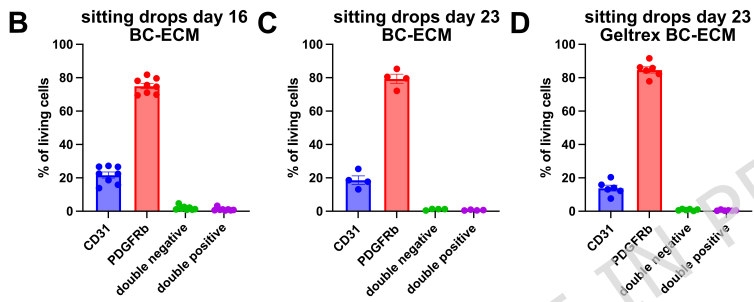 B
sitting drops day 16
BC-ECM
% of living cells
100
80
60
40
20
0
CD31
PDGFRb
double negative
double positive
C
sitting drops day 23
BC-ECM
% of living cells
100
80
60
40
20
0
CD31
PDGFRb
double negative
double positive
D
sitting drops day 23
Geltrex BC-ECM
% of living cells
100
80
60
40
20
0
CD31
PDGFRb
double negative
double positive
IN